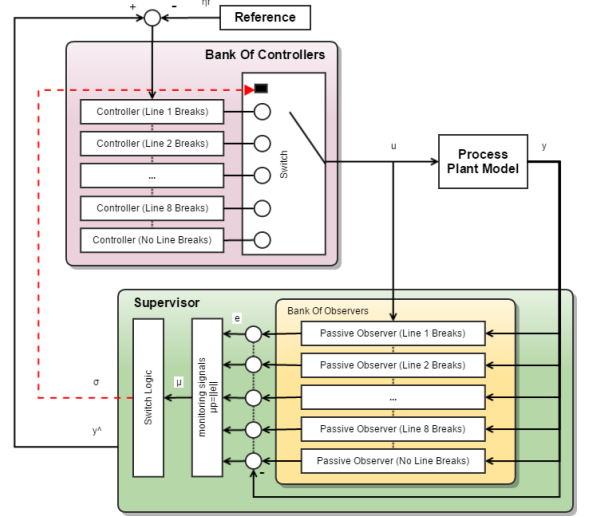 +
-
ηr
Reference
Bank Of Controllers
Controller (Line 1 Breaks)
Controller (Line 2 Breaks)
...
Controller (Line 8 Breaks)
Controller (No Line Breaks)
Switch
u
Process
Plant Model
y
Supervisor
Bank Of Observers
e
Passive Observer (Line 1 Breaks)
Passive Observer (Line 2 Breaks)
...
Passive Observer (Line 8 Breaks)
Passive Observer (No Line Breaks)
-
monitoring signals
μp=||e||
μ
Switch Logic
σ
y^